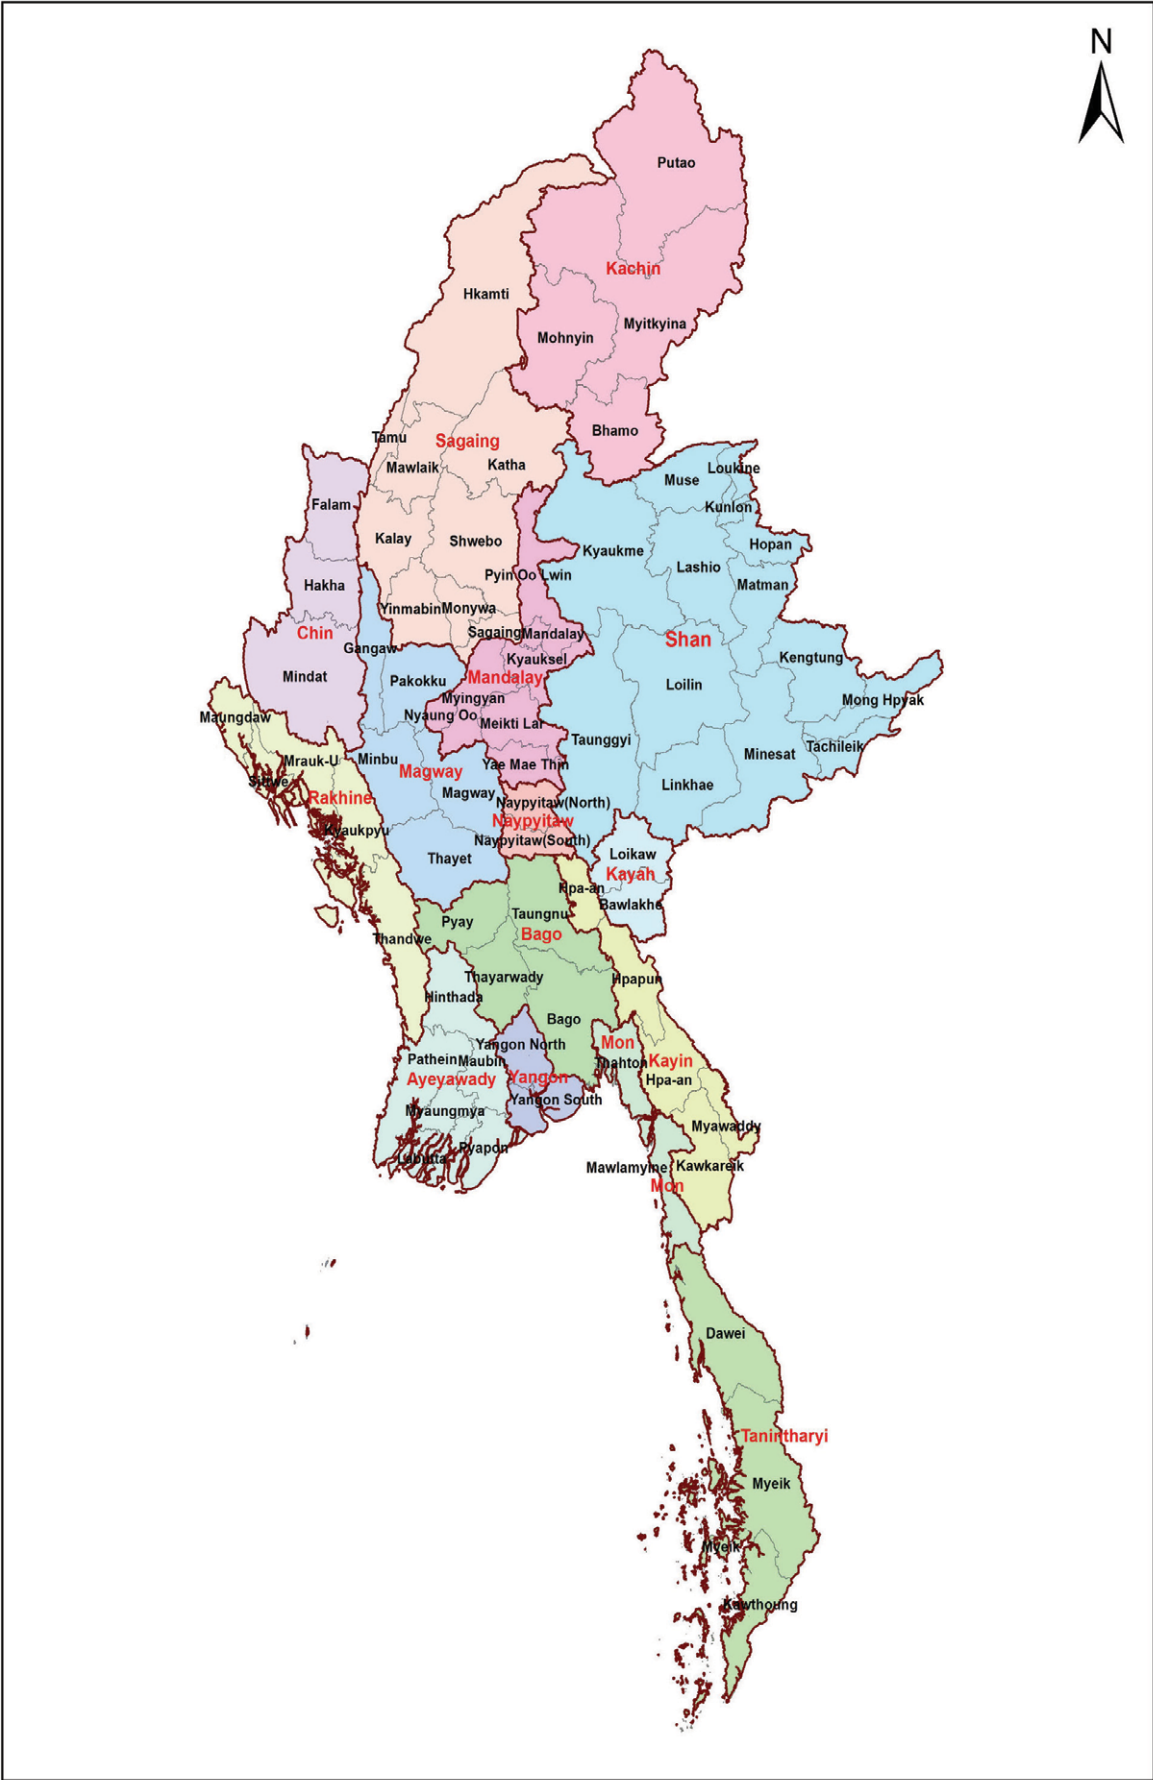 N
Putao
Kachin
Hkamti
Myitkyina
Mohnyin
Bhamo
Tamu
Sagaing
Mawlaik
Katha
Loukine
Muse
Falam
Kunlon
Kalay
Shwebo
Hopan
Kyaukme
Lashio
Pyin Oo Lwin
Hakha
Matman
Yinmabin
Monywa
Chin
Sagaing
Mandalay
Shan
Gangaw
Kyauksel
Kengtung
Mindat
Pakokku
Mandalay
Loilin
Myingyan
Mong Hpyak
Maungdaw
Nyaung Oo
Meikti Lar
Taunggyi
Tachileik
Minesat
Mrauk-U
Minbu
Yae Mae Thin
Magway
Sittwe
Linkhae
Rakhine
Magway
Naypyitaw(North)
Naypyitaw
Kyaukpyu
Naypyitaw(South)
Thayet
Loikaw
Kayah
Hpa-an
Bawlakhe
Taungnu
Pyay
Bago
Thandwe
Thayarwady
Hpapun
Hinthada
Bago
Mon
Yangon North
Pathein
Maubin
Thahton
Kayin
Ayeyawady
Yangon
Hpa-an
Yangon South
Myaungmya
Myawaddy
Pyapon
Labutta
Mawlamyine
Kawkareik
Mon
Dawei
Tanintharyi
Myeik
Myeik
Kawthoung